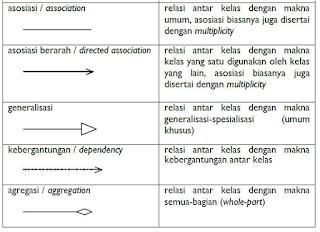 asosiasi / association
relasi antar kelas dengan makna
umum, asosiasi biasanya juga disertai
dengan multiplicity
asosiasi berarah / directed association
relasi antar kelas dengan makna
kelas yang satu digunakan oleh kelas
yang lain, asosiasi biasanya juga
disertai dengan multiplicity
generalisasi
relasi antar kelas dengan makna
generalisasi-spesialisasi (umum
khusus)
kebergantungan / dependency
relasi antar kelas dengan makna
kebergantungan antar kelas
agregasi / aggregation
relasi antar kelas dengan makna
semua-bagian (whole-part)